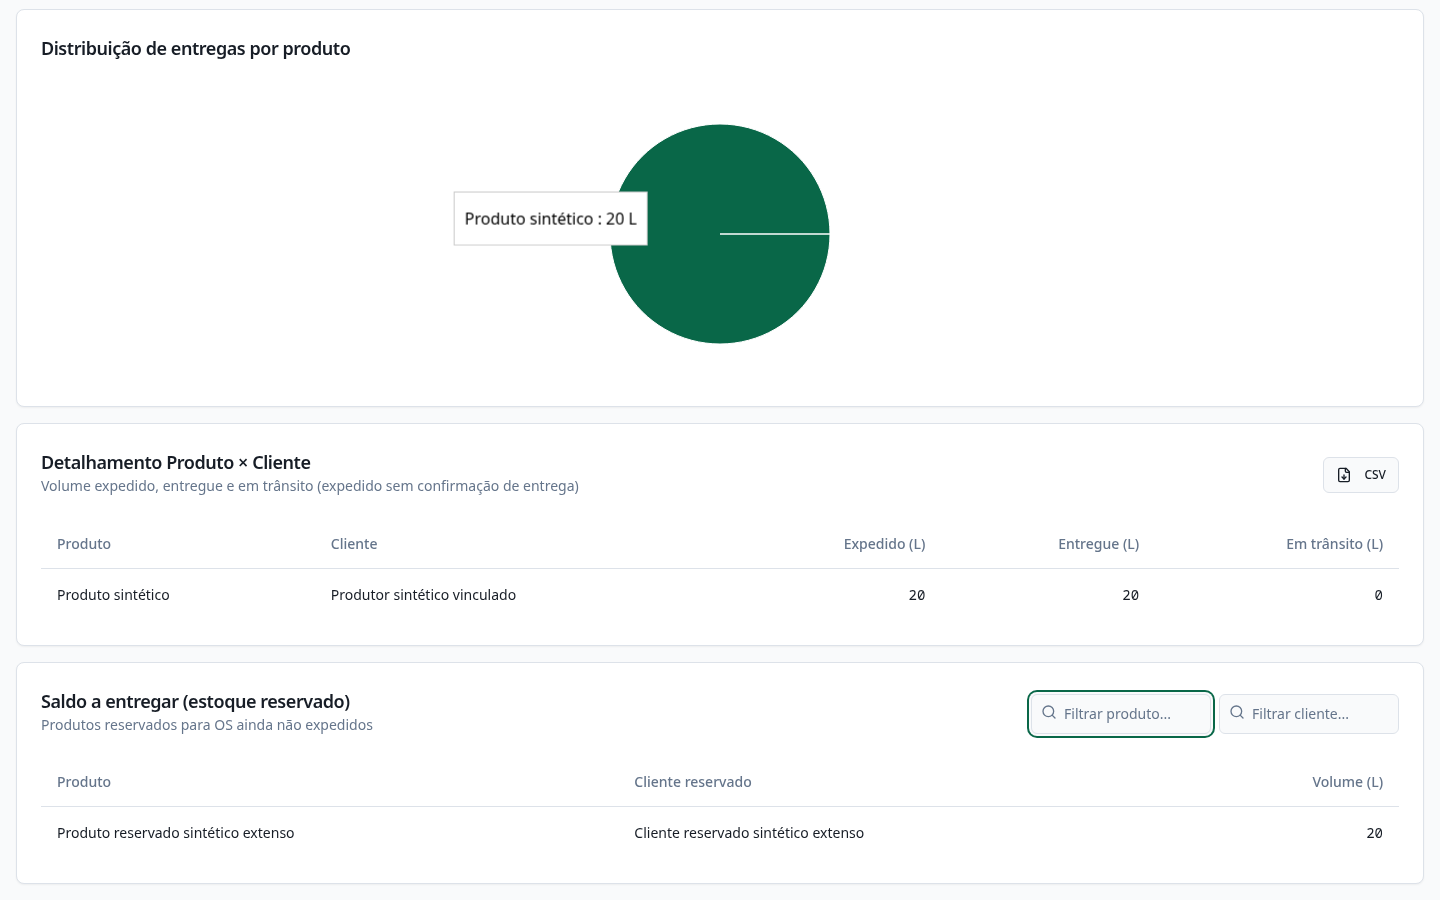 Distribuição de entregas por produto
Produto sintético : 20 L
Detalhamento Produto × Cliente
Volume expedido, entregue e em trânsito (expedido sem confirmação de entrega)
CSV
Produto Cliente Expedido (L) Entregue (L) Em trânsito (L)
Produto sintético Produtor sintético vinculado 20 20 0
Saldo a entregar (estoque reservado)
Produtos reservados para OS ainda não expedidos
Filtrar produto... Filtrar cliente...
Produto Cliente reservado Volume (L)
Produto reservado sintético extenso Cliente reservado sintético extenso 20